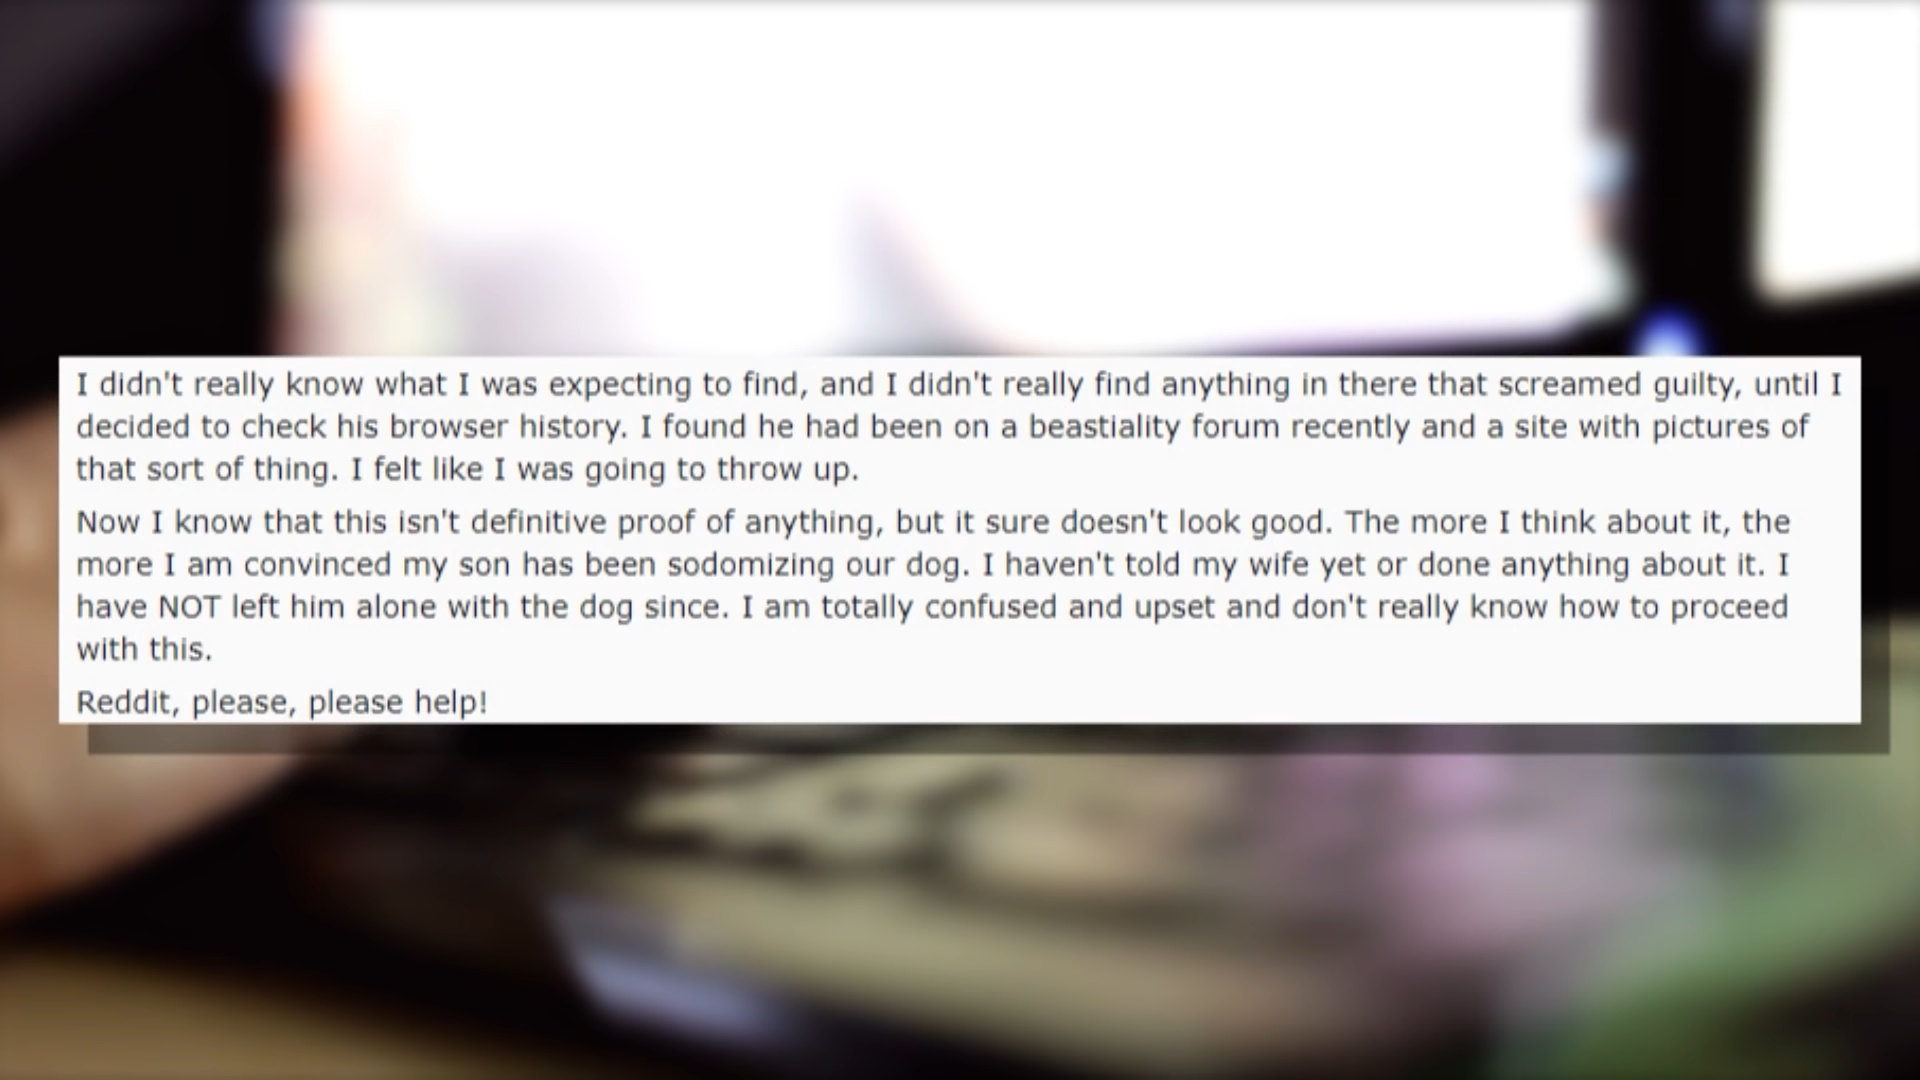 I didn't really know what I was expecting to find, and I didn't really find anything in there that screamed guilty, until I
decided to check his browser history. I found he had been on a beastiality forum recently and a site with pictures of
that sort of thing. I felt like I was going to throw up.
Now I know that this isn't definitive proof of anything, but it sure doesn't look good. The more I think about it, the
more I am convinced my son has been sodomizing our dog. I haven't told my wife yet or done anything about it. I
have NOT left him alone with the dog since. I am totally confused and upset and don't really know how to proceed
with this.
Reddit, please, please help!